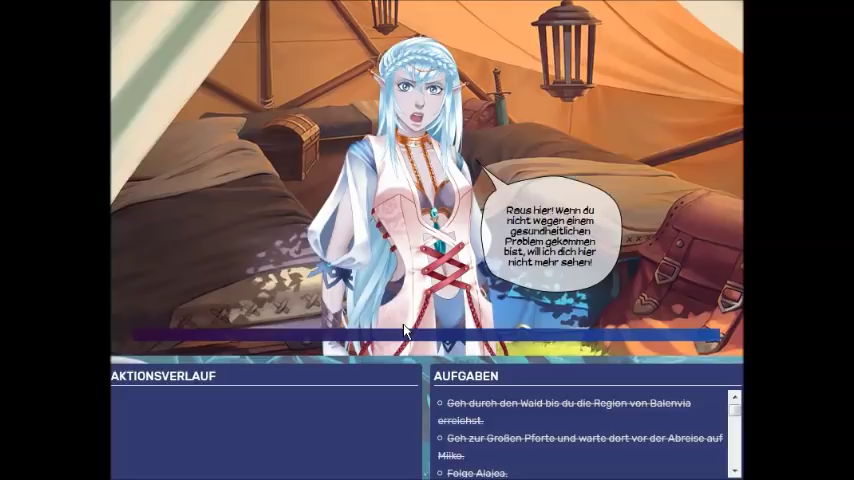 Raus hier! Wenn du
nicht wegen einem
gesundheitlichen
Problem gekommen
bist, will ich dich hier
nicht mehr sehen!
AKTIONSVERLAUF
AUFGABEN
Geh durch den Wald bis du die Region von Balenvia
erreichst.
Geh zur Großen Pforte und warte dort vor der Abreise auf
Miiko.
Folge Alajea.